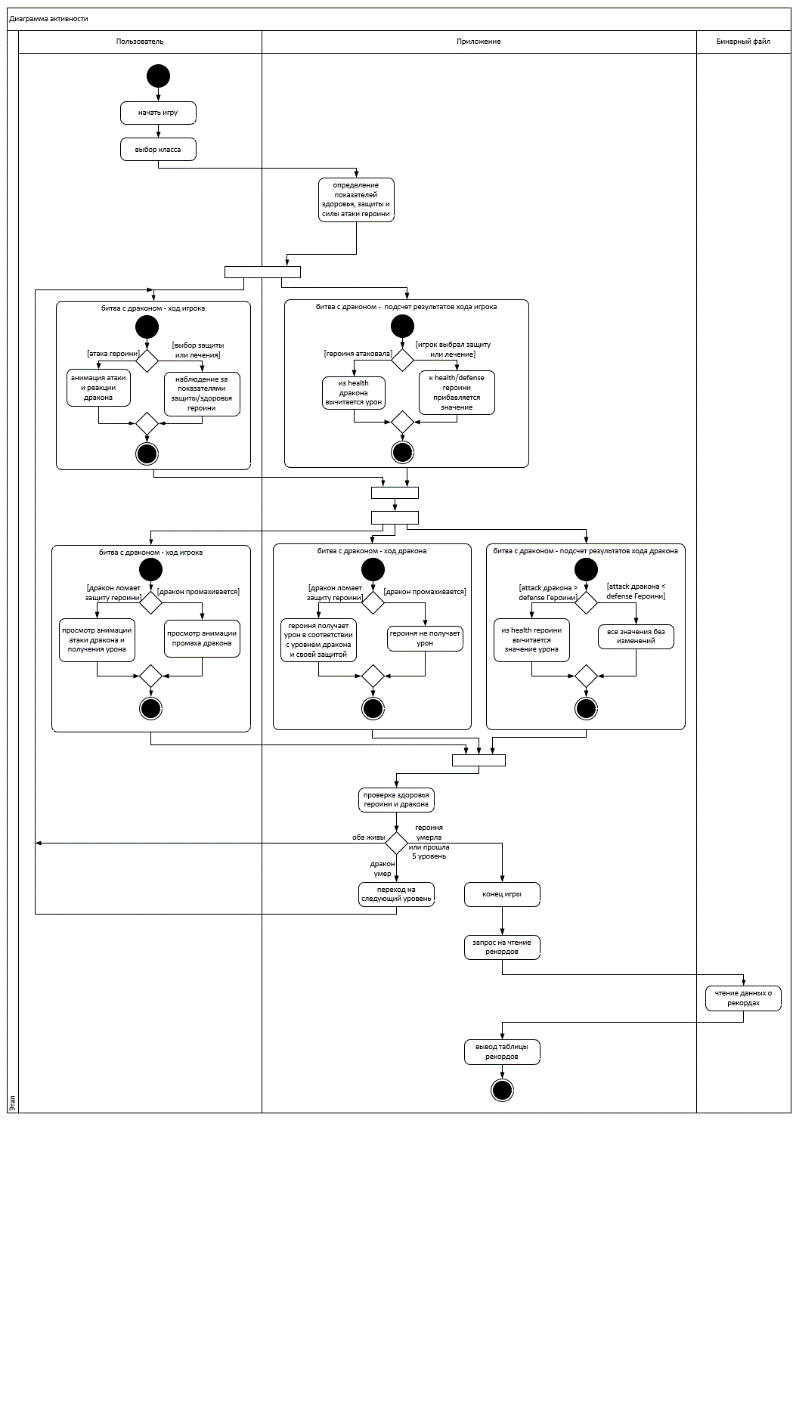 Диаграмма активности
Пользователь
Приложение
Бинарный файл
начать игру
выбор класса
определение
показателей
здоровья, защиты и
силы атаки героини
битва с драконом - ход игрока
[атака героини]
[выбор защиты
или лечения]
анимация атаки
и реакции
дракона
наблюдение за
показателями
защиты/здоровья
героини
битва с драконом - подсчет результатов хода игрока
[героиня атаковала]
[игрок выбрал защиту
или лечение]
из health
дракона
вычитается урон
к health/defense
героини
прибавляется
значение
битва с драконом - ход игрока
[дракон ломает
защиту героини]
[дракон промахивается]
просмотр анимации
атаки дракона и
получения урона
просмотр анимации
промаха дракона
битва с драконом - ход дракона
[дракон ломает
защиту героини]
[дракон промахивается]
героиня получает
урон в соответствии
с уровнем дракона
и своей защитой
героиня не получает
урон
битва с драконом - подсчет результатов хода дракона
[attack дракона >
defense Героини]
[attack дракона <
defense Героини]
из health героини
вычитается
значение урона
все значения без
изменений
проверка здоровья
героини и дракона
оба живы
героиня
умерла
или прошла
5 уровень
дракон
умер
переход на
следующий уровень
конец игры
запрос на чтение
рекордов
чтение данных о
рекордах
вывод таблицы
рекордов
Этап